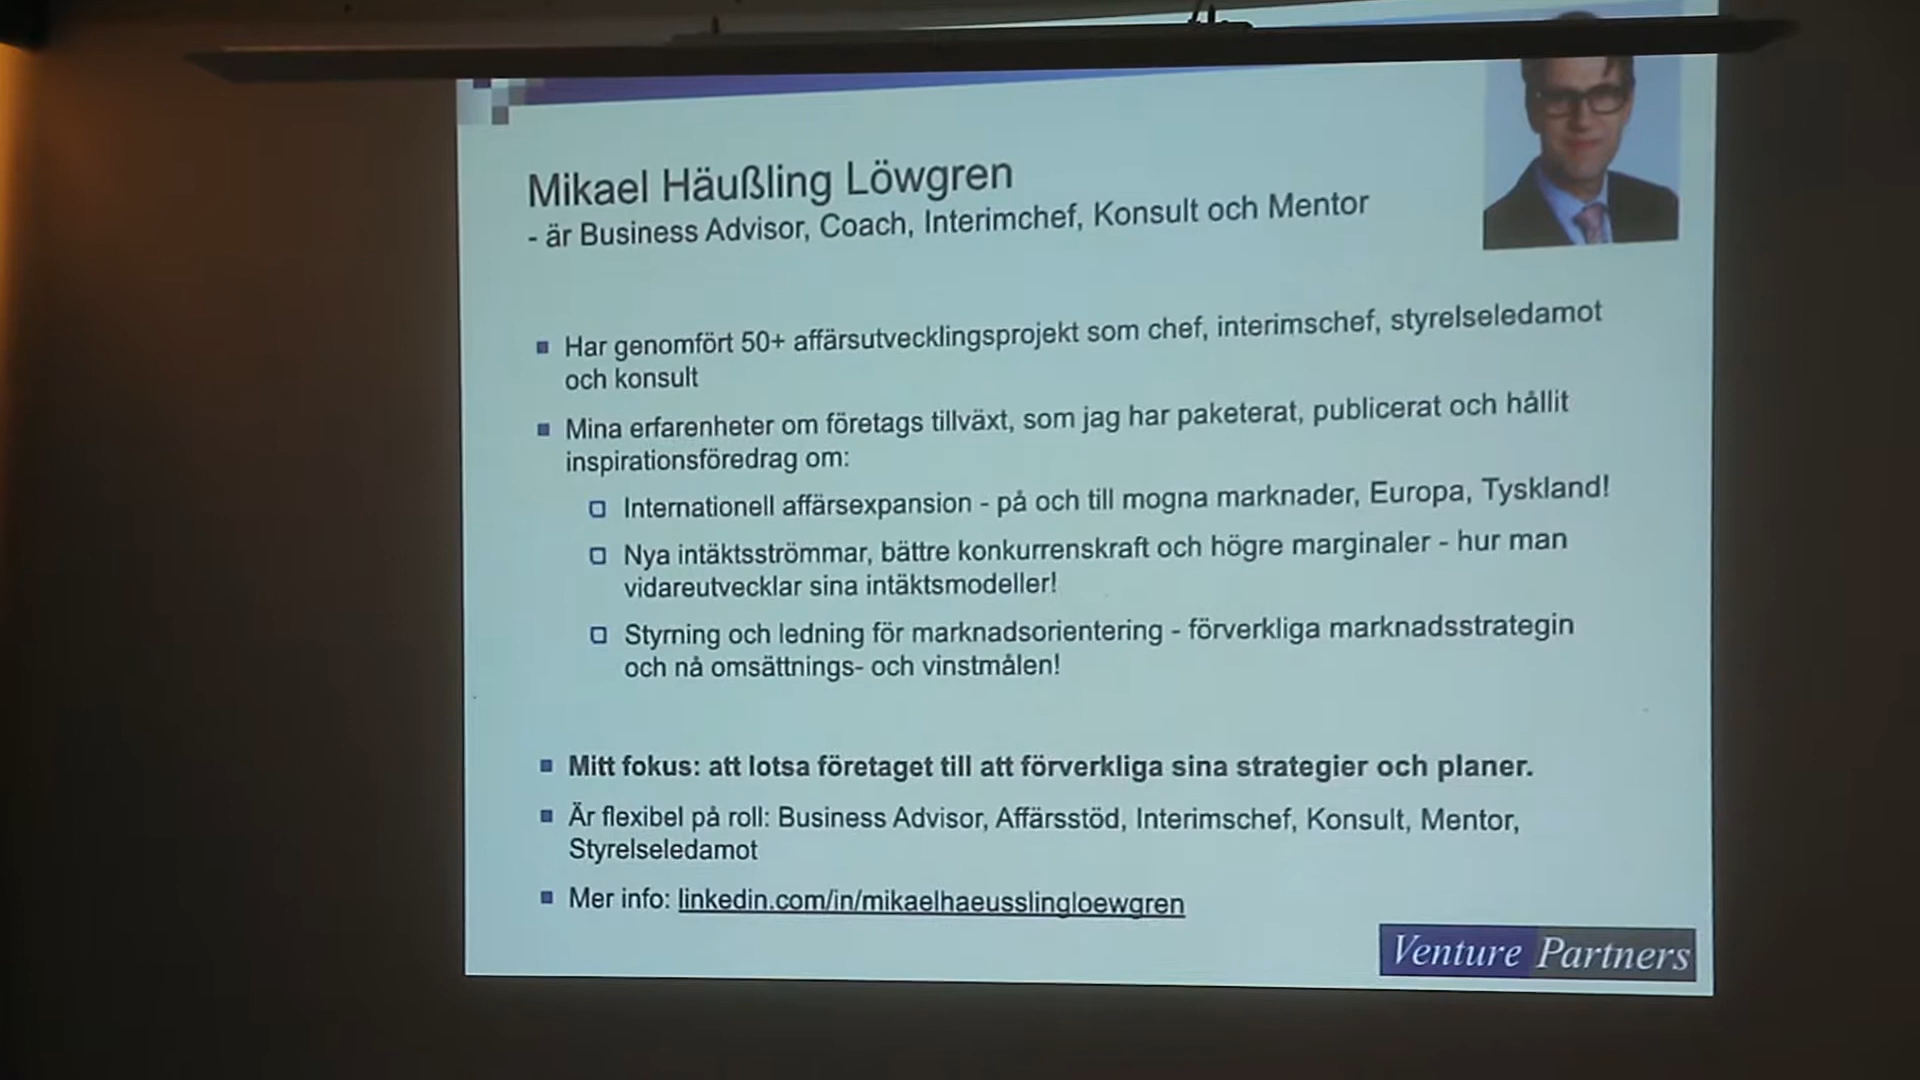 Mikael Häußling Löwgren
- är Business Advisor, Coach, Interimchef, Konsult och Mentor
Har genomfört 50+ affärsutvecklingsprojekt som chef, interimschef, styrelseledamot
och konsult
Mina erfarenheter om företags tillväxt, som jag har paketerat, publicerat och hållit
inspirationsföredrag om:
Internationell affärsexpansion - på och till mogna marknader, Europa, Tyskland!
Nya intäktsströmmar, bättre konkurrenskraft och högre marginaler - hur man
vidareutvecklar sina intäktsmodeller!
Styrning och ledning för marknadsorientering - förverkliga marknadsstrategin
och nå omsättnings- och vinstmålen!
Mitt fokus: att lotsa företaget till att förverkliga sina strategier och planer.
Är flexibel på roll: Business Advisor, Affärsstöd, Interimschef, Konsult, Mentor,
Styrelseledamot
Mer info: linkedin.com/in/mikaelhaeusslingloewgren
Venture Partners